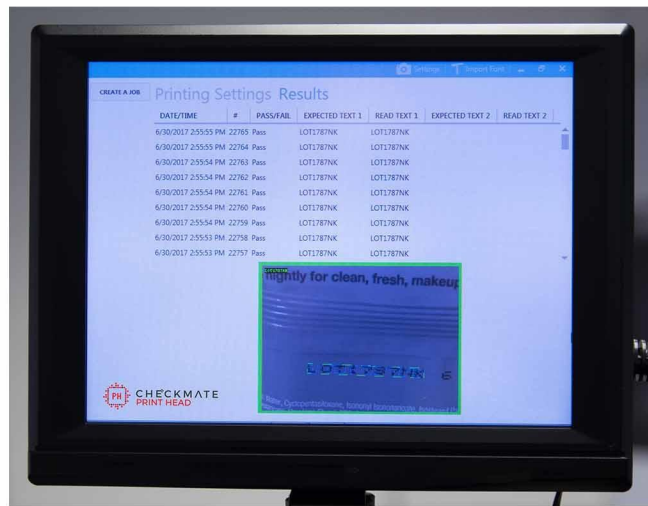 Settings Import Font
CREATE A JOB Printing Settings Results
DATE/TIME # PASS/FAIL EXPECTED TEXT 1 READ TEXT 1 EXPECTED TEXT 2 READ TEXT 2
6/30/2017 2:55:55 PM 22765 Pass LOT1787NK LOT1787NK
6/30/2017 2:55:55 PM 22764 Pass LOT1787NK LOT1787NK
6/30/2017 2:55:54 PM 22763 Pass LOT1787NK LOT1787NK
6/30/2017 2:55:54 PM 22762 Pass LOT1787NK LOT1787NK
6/30/2017 2:55:54 PM 22761 Pass LOT1787NK LOT1787NK
6/30/2017 2:55:54 PM 22760 Pass LOT1787NK LOT1787NK
6/30/2017 2:55:54 PM 22759 Pass LOT1787NK LOT1787NK
6/30/2017 2:55:53 PM 22758 Pass LOT1787NK LOT1787NK
6/30/2017 2:55:53 PM 22757 Pass LOT1787NK LOT1787NK
LOT1787NK
nightly for clean, fresh, makeup
LOT1787NK 6
PH CHECKMATE
PRINT HEAD